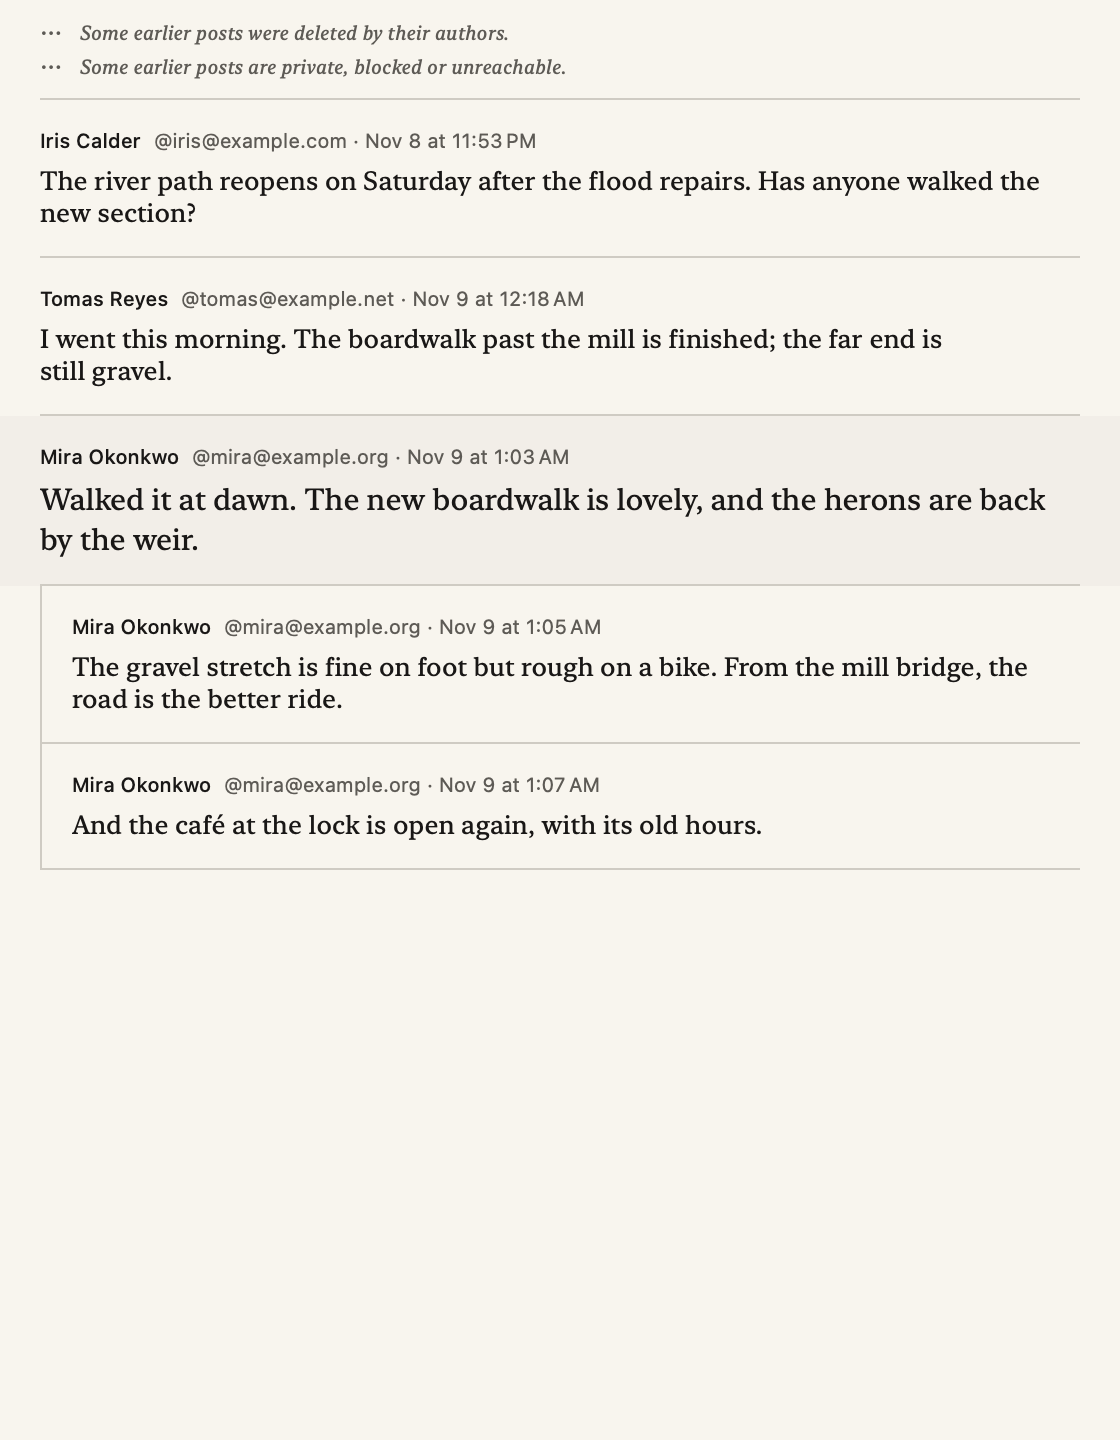 ··· Some earlier posts were deleted by their authors.
··· Some earlier posts are private, blocked or unreachable.
Iris Calder @iris@example.com · Nov 8 at 11:53 PM
The river path reopens on Saturday after the flood repairs. Has anyone walked the
new section?
Tomas Reyes @tomas@example.net · Nov 9 at 12:18 AM
I went this morning. The boardwalk past the mill is finished; the far end is
still gravel.
Mira Okonkwo @mira@example.org · Nov 9 at 1:03 AM
Walked it at dawn. The new boardwalk is lovely, and the herons are back
by the weir.
Mira Okonkwo @mira@example.org · Nov 9 at 1:05 AM
The gravel stretch is fine on foot but rough on a bike. From the mill bridge, the
road is the better ride.
Mira Okonkwo @mira@example.org · Nov 9 at 1:07 AM
And the café at the lock is open again, with its old hours.